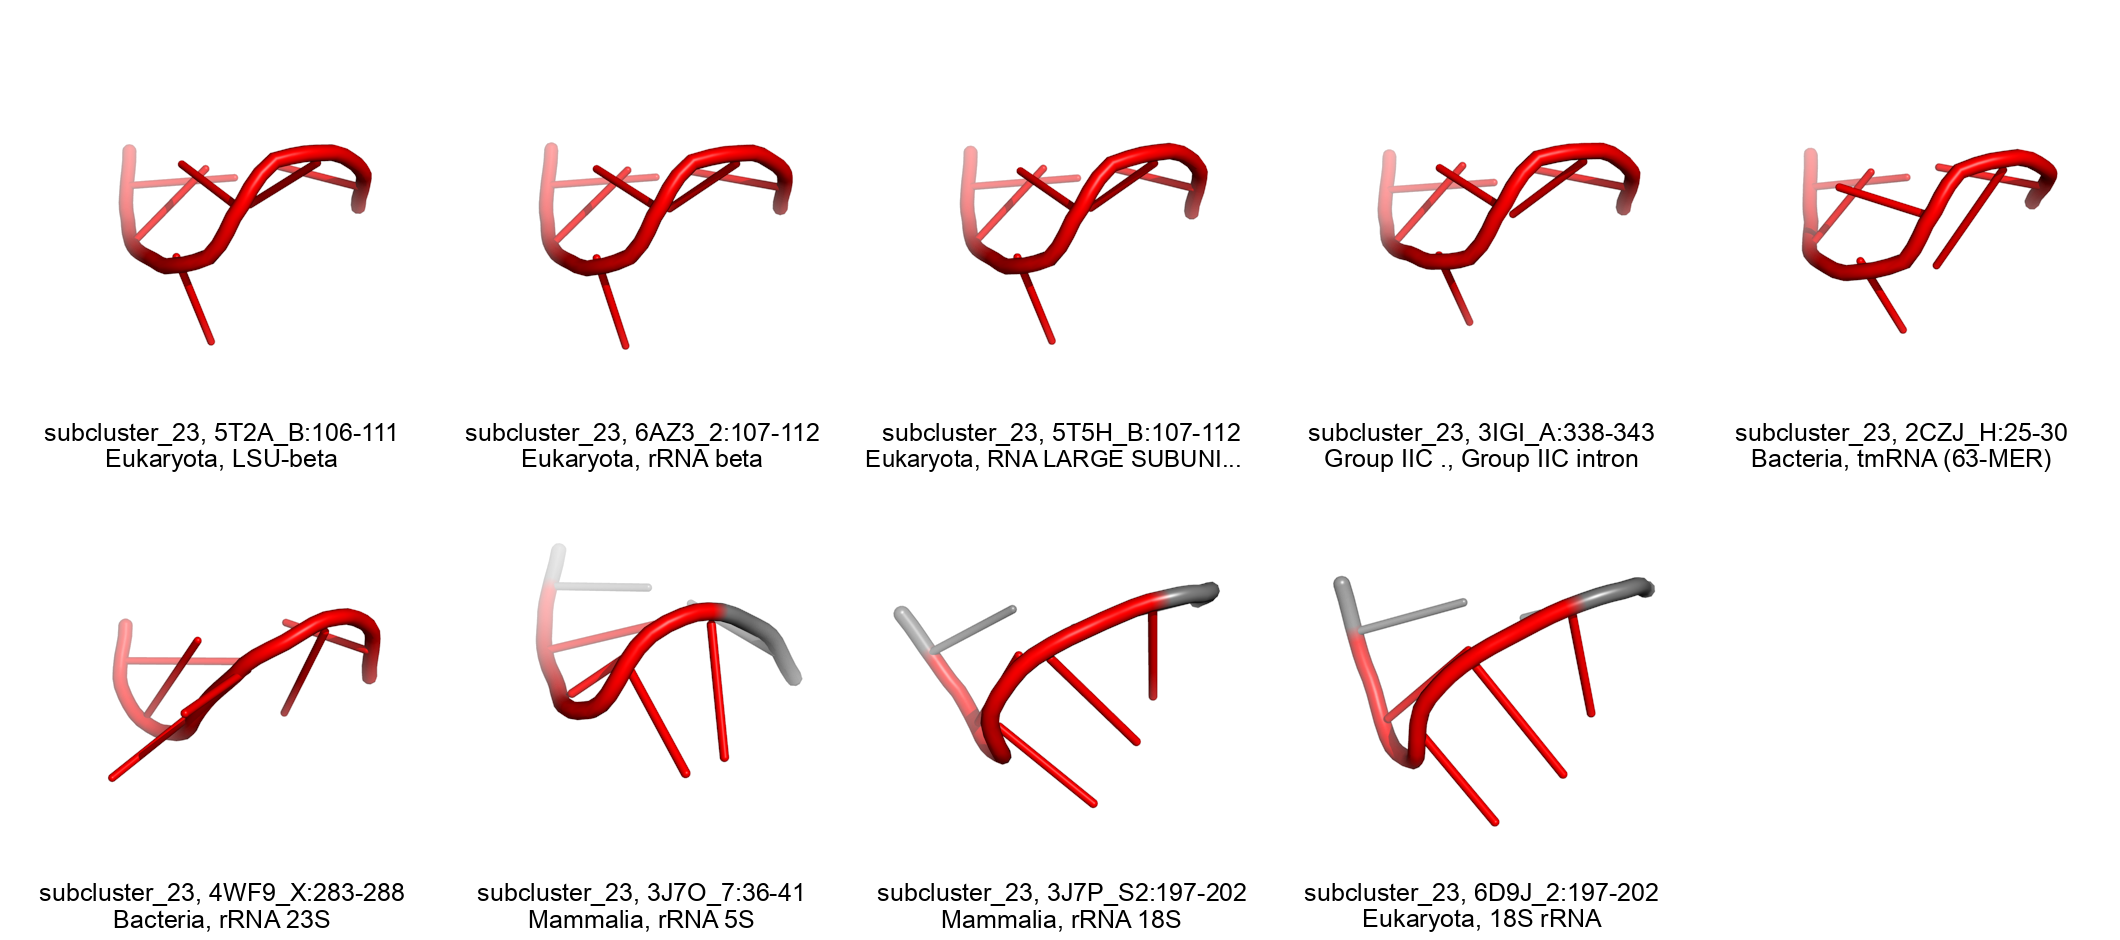 subcluster_23, 5T2A_B:106-111
Eukaryota, LSU-beta
subcluster_23, 6AZ3_2:107-112
Eukaryota, rRNA beta
subcluster_23, 5T5H_B:107-112
Eukaryota, RNA LARGE SUBUNI...
subcluster_23, 3IGI_A:338-343
Group IIC ., Group IIC intron
subcluster_23, 2CZJ_H:25-30
Bacteria, tmRNA (63-MER)
subcluster_23, 4WF9_X:283-288
Bacteria, rRNA 23S
subcluster_23, 3J7O_7:36-41
Mammalia, rRNA 5S
subcluster_23, 3J7P_S2:197-202
Mammalia, rRNA 18S
subcluster_23, 6D9J_2:197-202
Eukaryota, 18S rRNA